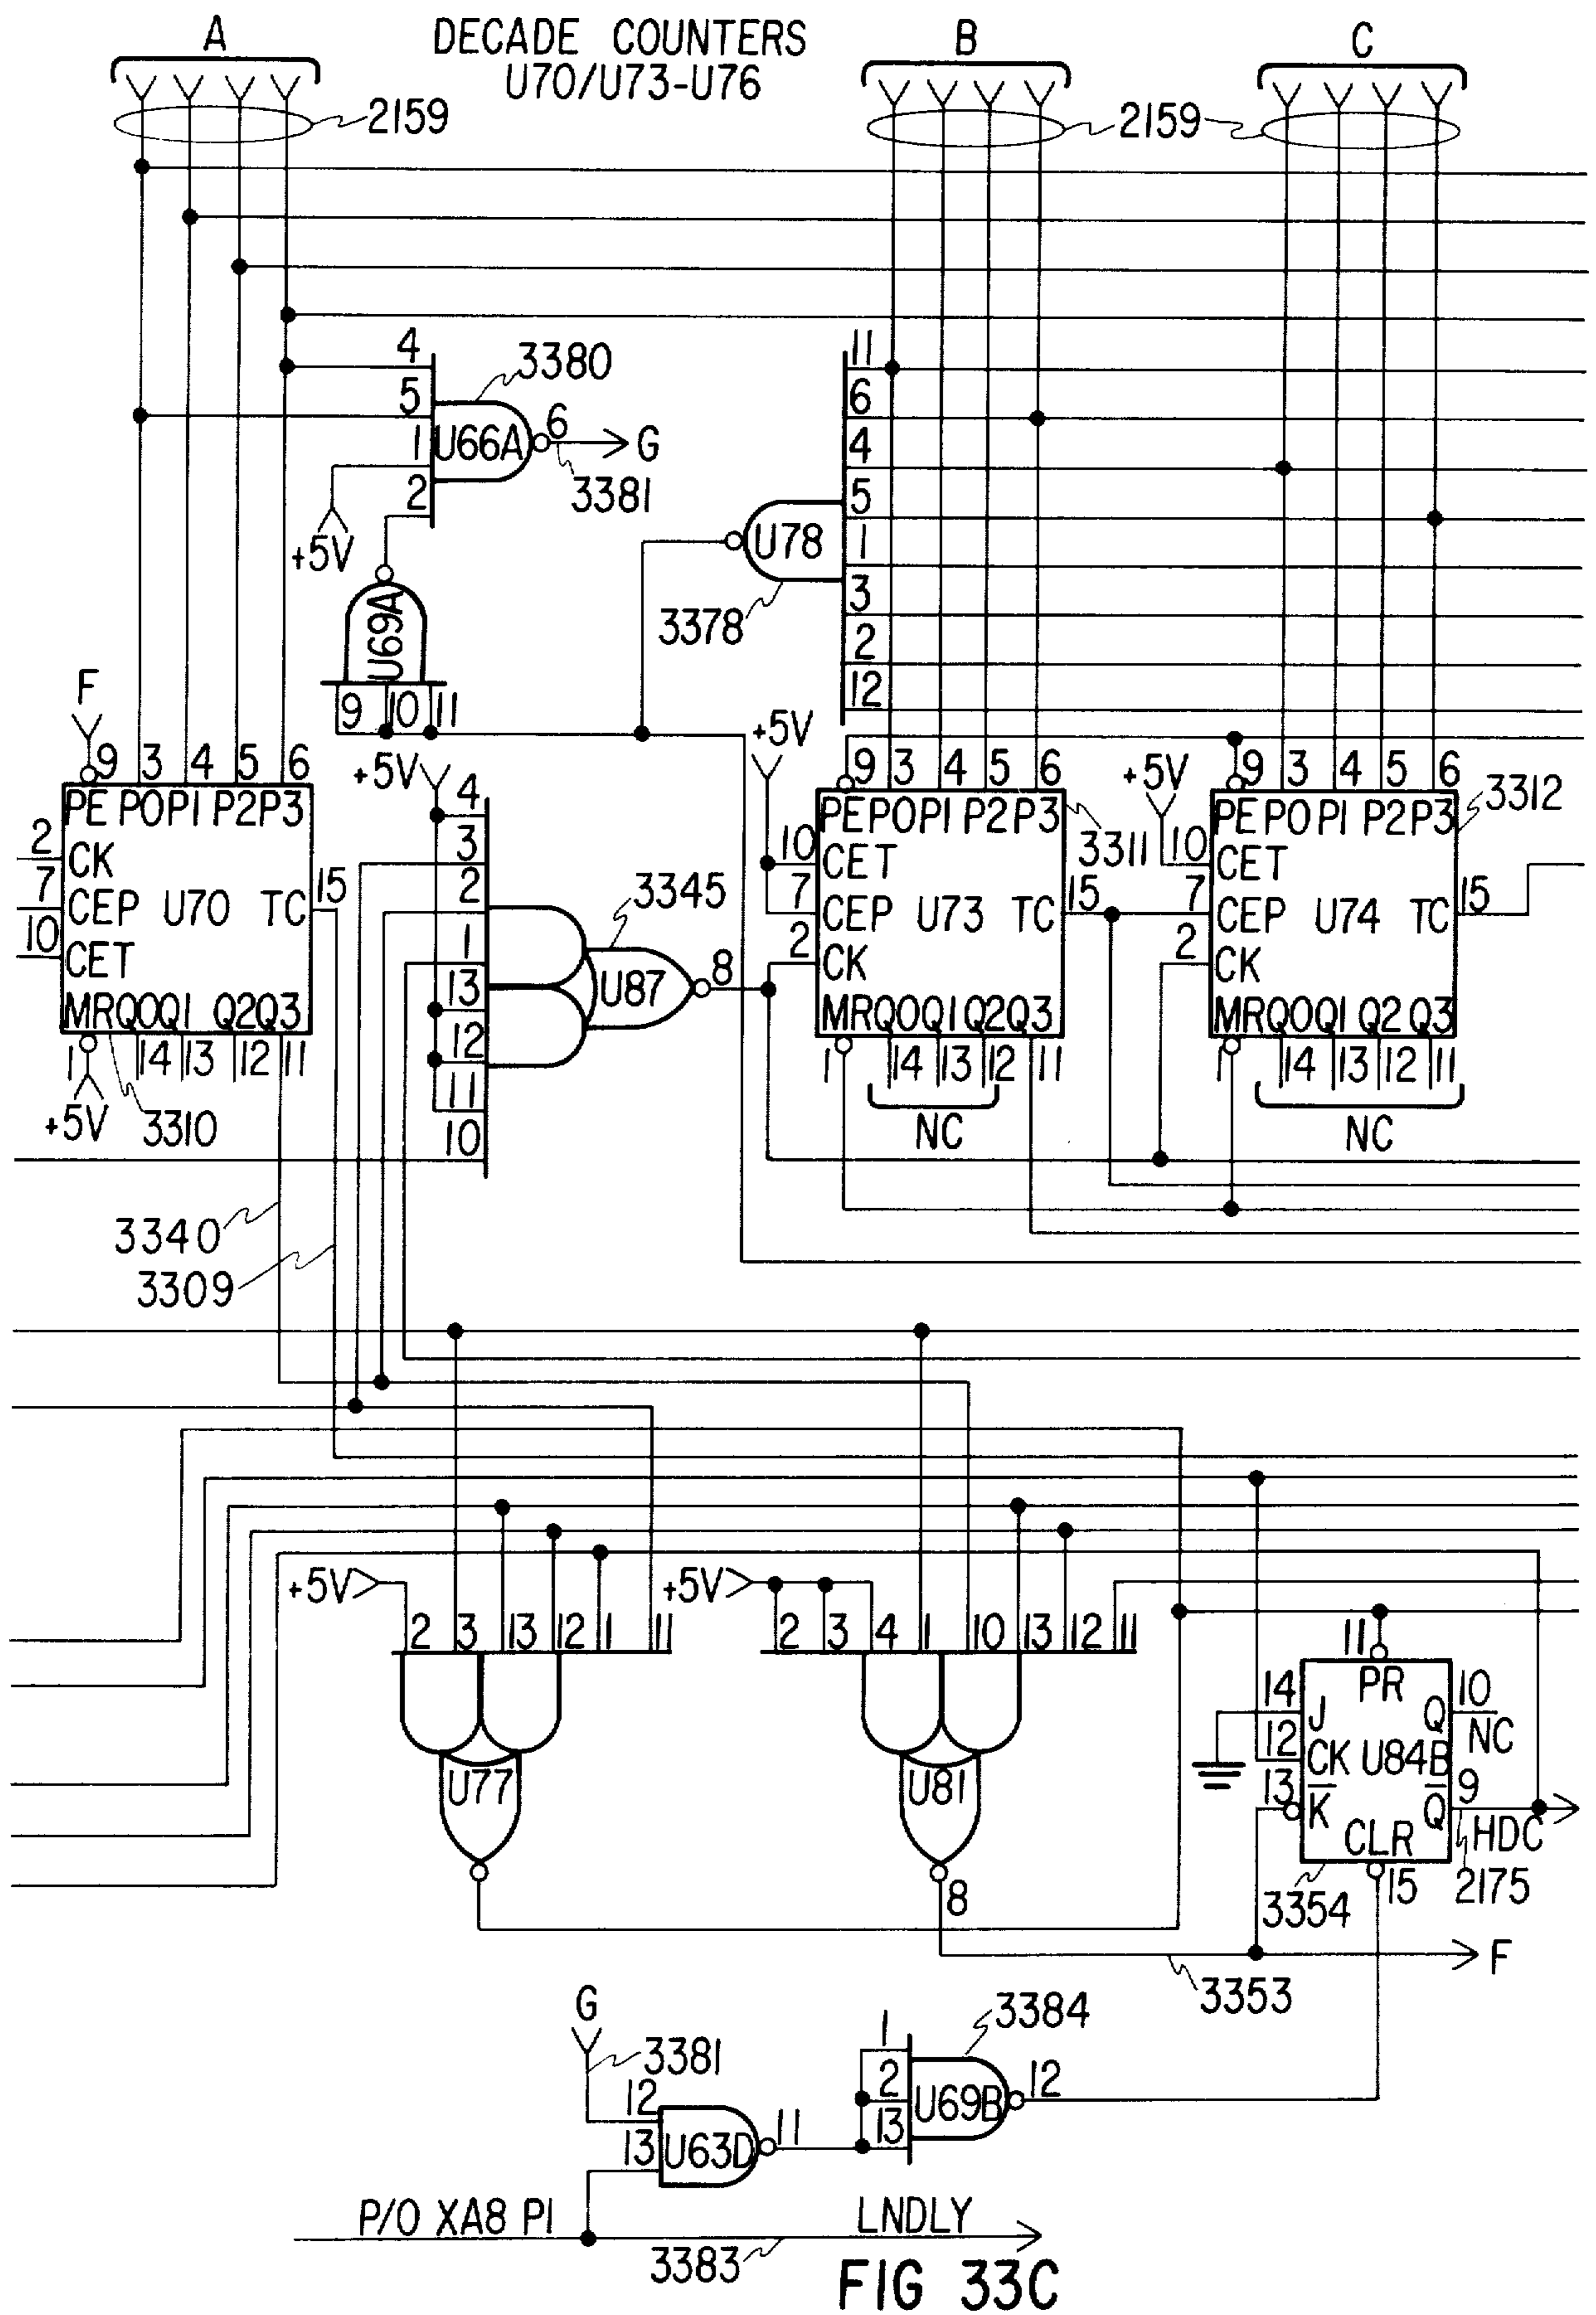 A DECADE COUNTERS B C
U70/U73-U76
2159 2159
4 11
3380
5 6
U66A 6 G
1 4
3381
2 5
U78
+5V 1
U69A 3
3378
2
F 12
9 10 11 +5V
9 3 4 5 6 +5V 9 3 4 5 6 +5V 9 3 4 5 6
PE P0 P1 P2 P3 4 PE P0 P1 P2 P3 PE P0 P1 P2 P3 3312
3311
2 CK 3 10 CET 10 CET
7 CEP U70 TC 15 2 3345 7 CEP U73 TC 15 7 CEP U74 TC 15
10 CET 1 2 CK 2 CK
13 U87 8
MR Q0 Q1 Q2 Q3 12 MR Q0 Q1 Q2 Q3 MR Q0 Q1 Q2 Q3
1 14 13 12 11 11 1 14 13 12 11 1 14 13 12 11
+5V 3310 10 NC NC
3340
3309
+5V +5V
2 3 13 12 1 11 2 3 4 1 10 13 12 11
11
PR
14 J Q 10
NC
12 CK U84B
U77 U81
13 K Q 9
HDC
CLR
15
8 3354 2175
F
3353
G 3384
3381 1
12 2 U69B 12
13 U63D 11 13
P/O XA8 P1 LNDLY
3383
FIG 33C